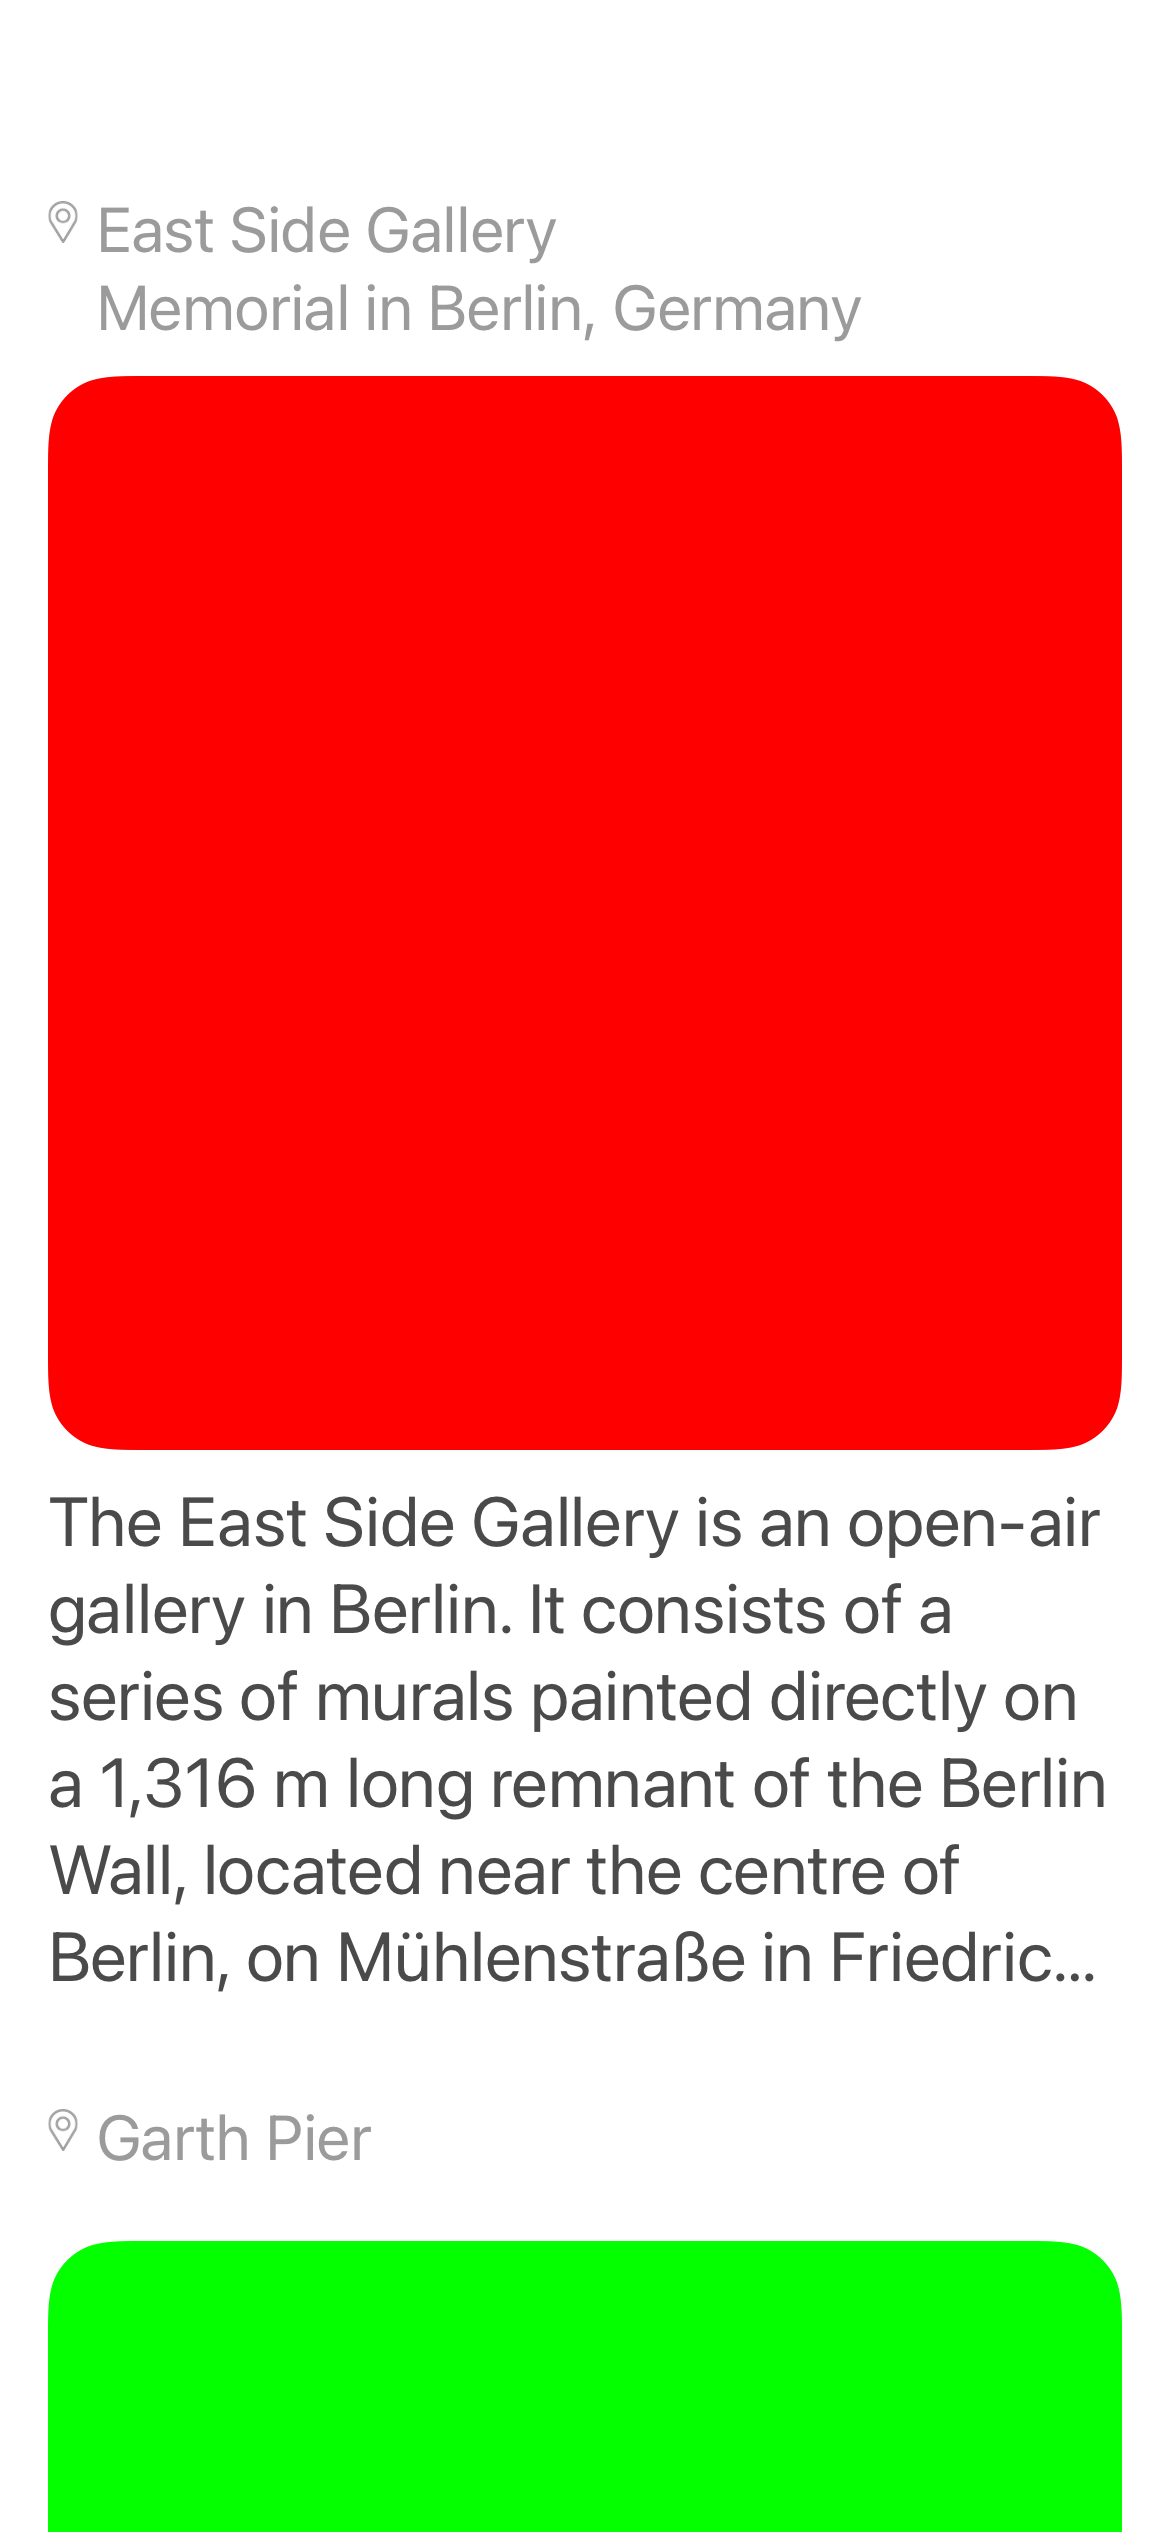 East Side Gallery
Memorial in Berlin, Germany
The East Side Gallery is an open-air
gallery in Berlin. It consists of a
series of murals painted directly on
a 1,316 m long remnant of the Berlin
Wall, located near the centre of
Berlin, on Mühlenstraße in Friedric…
Garth Pier